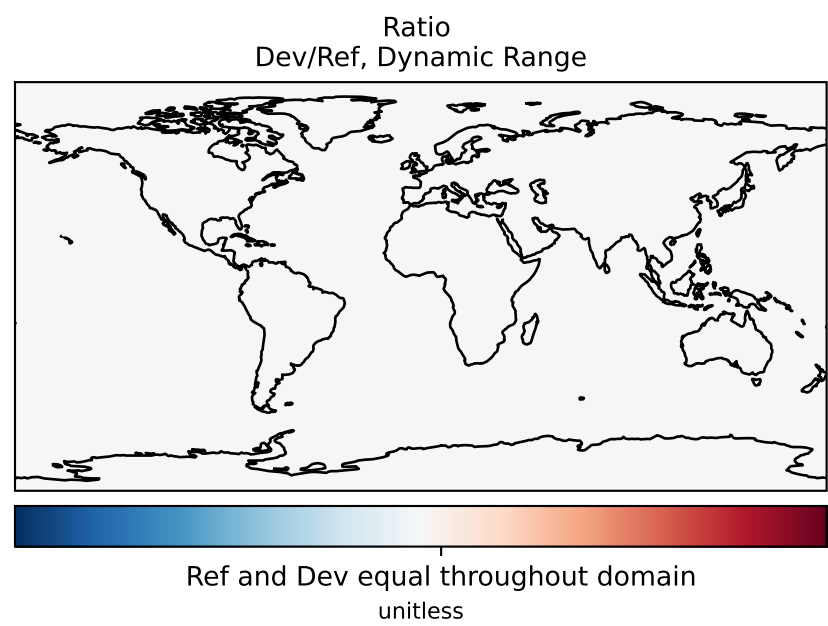 Ratio
Dev/Ref, Dynamic Range
Ref and Dev equal throughout domain
unitless